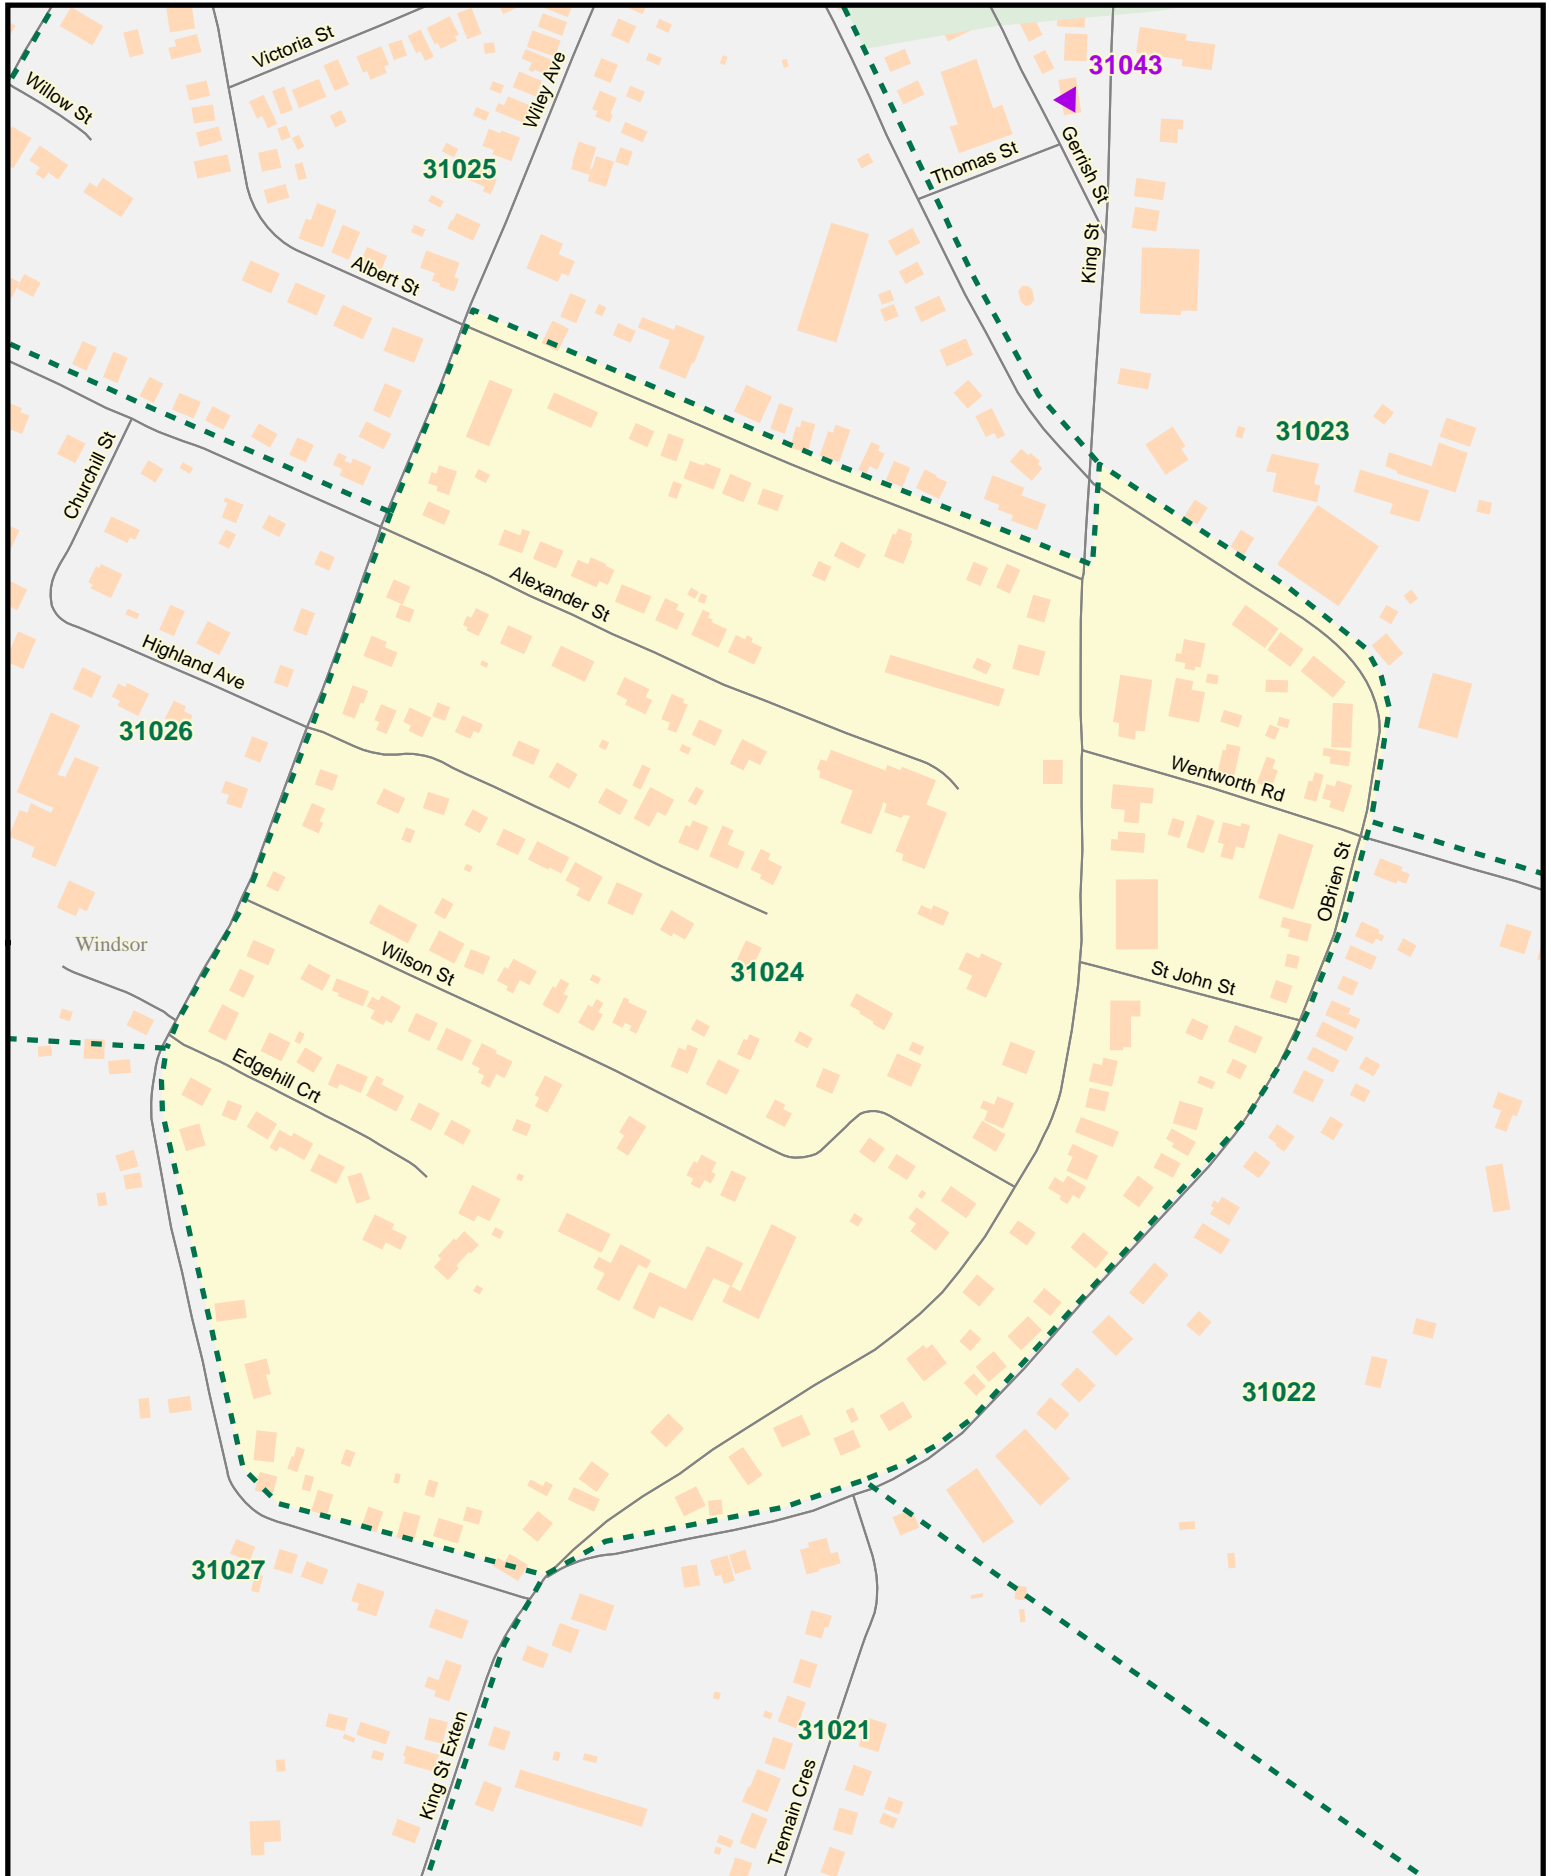 Victoria St
31043
Willow St
Wiley Ave
Thomas St
Gerrish St
31025
King St
Albert St
31023
Churchill St
Alexander St
Highland Ave
31026
Wentworth Rd
OBrien St
Windsor
Wilson St
31024
St John St
Edgehill Crt
31022
31027
31021
King St Exten
Tremain Cres